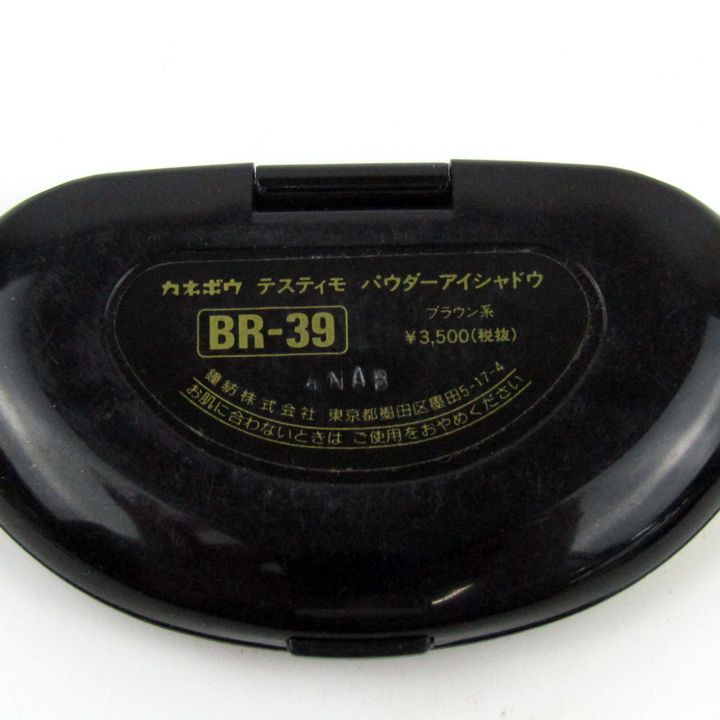 カネボウ テスティモ パウダーアイシャドウ
BR-39
ブラウン系
¥3,500(税抜)
4NAB
鐘紡株式会社 東京都墨田区墨田5-17-4
お肌に合わないときは ご使用をおやめください